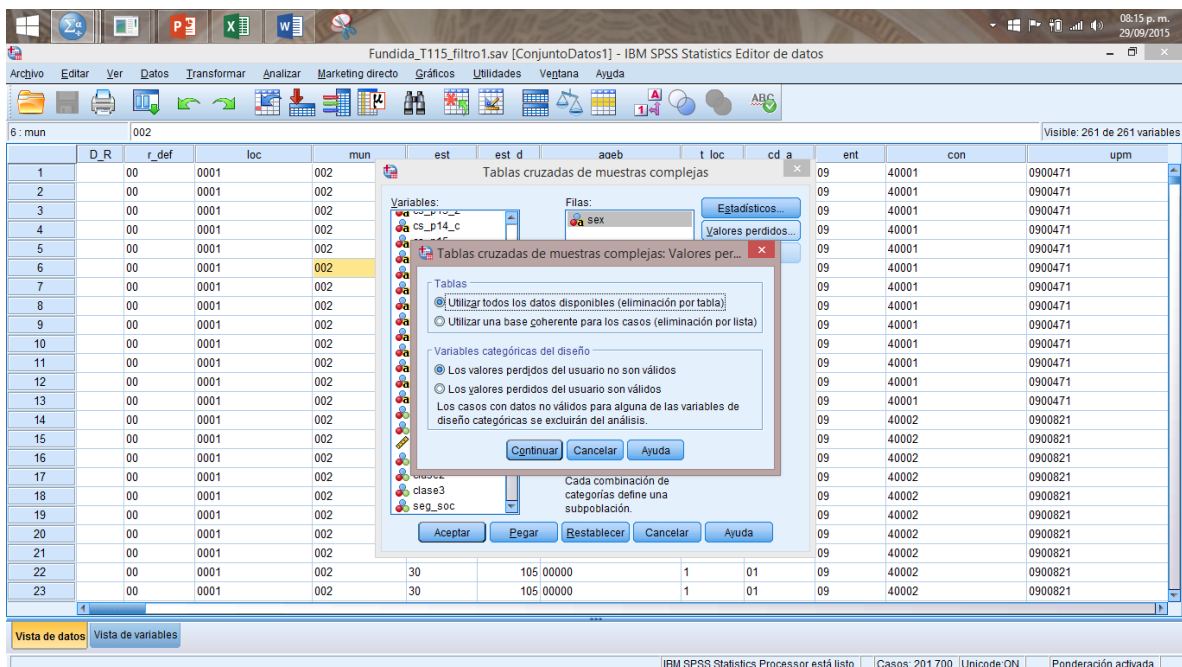 08:15 p. m.
29/09/2015
Fundida_T115_filtro1.sav [ConjuntoDatos1] - IBM SPSS Statistics Editor de datos
Archivo Editar Ver Datos Transformar Analizar Marketing directo Gráficos Utilidades Ventana Ayuda
6 : mun 002 Visible: 261 de 261 variables
D_R r_def loc mun est est_d ageb t_loc cd_a ent con upm
Tablas cruzadas de muestras complejas
Variables:
cs_p14_c
clase3
seg_soc
Filas:
sex
Estadísticos...
Valores perdidos...
Tablas cruzadas de muestras complejas: Valores per...
Tablas
Utilizar todos los datos disponibles (eliminación por tabla)
Utilizar una base coherente para los casos (eliminación por lista)
Variables categóricas del diseño
Los valores perdidos del usuario no son válidos
Los valores perdidos del usuario son válidos
Los casos con datos no válidos para alguna de las variables de
diseño categóricas se excluirán del análisis.
Continuar Cancelar Ayuda
Cada combinación de
categorías define una
subpoblación.
Aceptar Pegar Restablecer Cancelar Ayuda
1 00 0001 002 09 40001 0900471
2 00 0001 002 09 40001 0900471
3 00 0001 002 09 40001 0900471
4 00 0001 002 09 40001 0900471
5 00 0001 002 09 40001 0900471
6 00 0001 002 09 40001 0900471
7 00 0001 002 09 40001 0900471
8 00 0001 002 09 40001 0900471
9 00 0001 002 09 40001 0900471
10 00 0001 002 09 40001 0900471
11 00 0001 002 09 40001 0900471
12 00 0001 002 09 40001 0900471
13 00 0001 002 09 40001 0900471
14 00 0001 002 09 40002 0900821
15 00 0001 002 09 40002 0900821
16 00 0001 002 09 40002 0900821
17 00 0001 002 09 40002 0900821
18 00 0001 002 09 40002 0900821
19 00 0001 002 09 40002 0900821
20 00 0001 002 09 40002 0900821
21 00 0001 002 09 40002 0900821
22 00 0001 002 30 105 00000 1 01 09 40002 0900821
23 00 0001 002 30 105 00000 1 01 09 40002 0900821
Vista de datos Vista de variables
IBM SPSS Statistics Processor está listo Casos: 201.700 Unicode:ON Ponderación activada